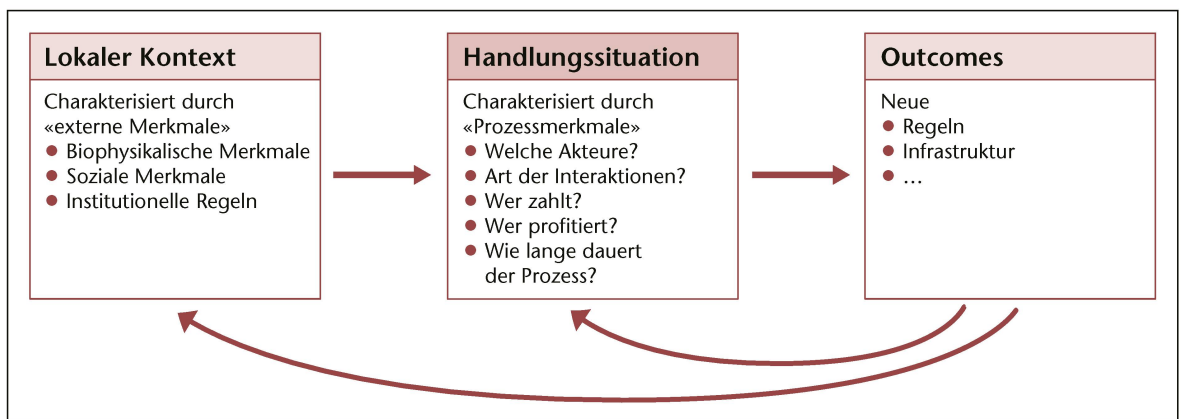 Lokaler Kontext
Charakterisiert durch
«externe Merkmale»
● Biophysikalische Merkmale
● Soziale Merkmale
● Institutionelle Regeln
Handlungssituation
Charakterisiert durch
«Prozessmerkmale»
● Welche Akteure?
● Art der Interaktionen?
● Wer zahlt?
● Wer profitiert?
● Wie lange dauert
der Prozess?
Outcomes
Neue
● Regeln
● Infrastruktur
● …